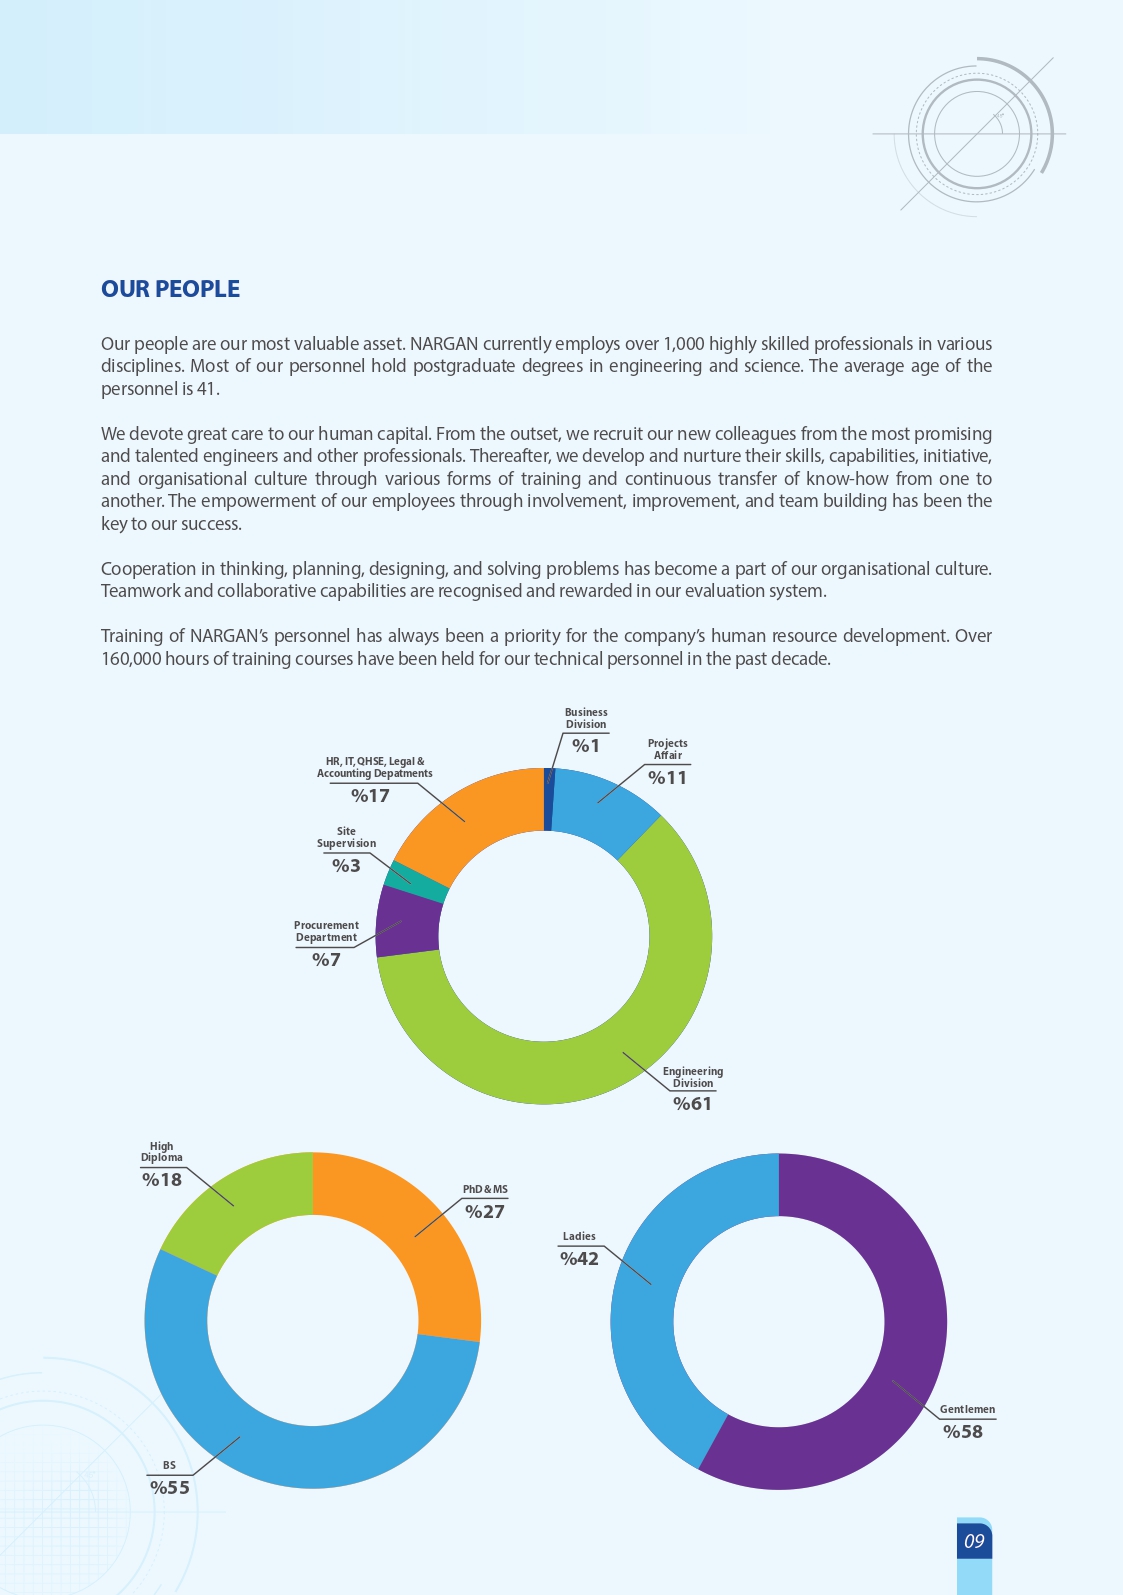 OUR PEOPLE
Our people are our most valuable asset. NARGAN currently employs over 1,000 highly skilled professionals in various
disciplines. Most of our personnel hold postgraduate degrees in engineering and science. The average age of the
personnel is 41.
We devote great care to our human capital. From the outset, we recruit our new colleagues from the most promising
and talented engineers and other professionals. Thereafter, we develop and nurture their skills, capabilities, initiative,
and organisational culture through various forms of training and continuous transfer of know-how from one to
another. The empowerment of our employees through involvement, improvement, and team building has been the
key to our success.
Cooperation in thinking, planning, designing, and solving problems has become a part of our organisational culture.
Teamwork and collaborative capabilities are recognised and rewarded in our evaluation system.
Training of NARGAN’s personnel has always been a priority for the company’s human resource development. Over
160,000 hours of training courses have been held for our technical personnel in the past decade.
Business
Division
%1
Projects
Affair
%11
HR, IT, QHSE, Legal &
Accounting Depatments
%17
Site
Supervision
%3
Procurement
Department
%7
Engineering
Division
%61
High
Diploma
%18
PhD & MS
%27
BS
%55
Ladies
%42
Gentlemen
%58
09